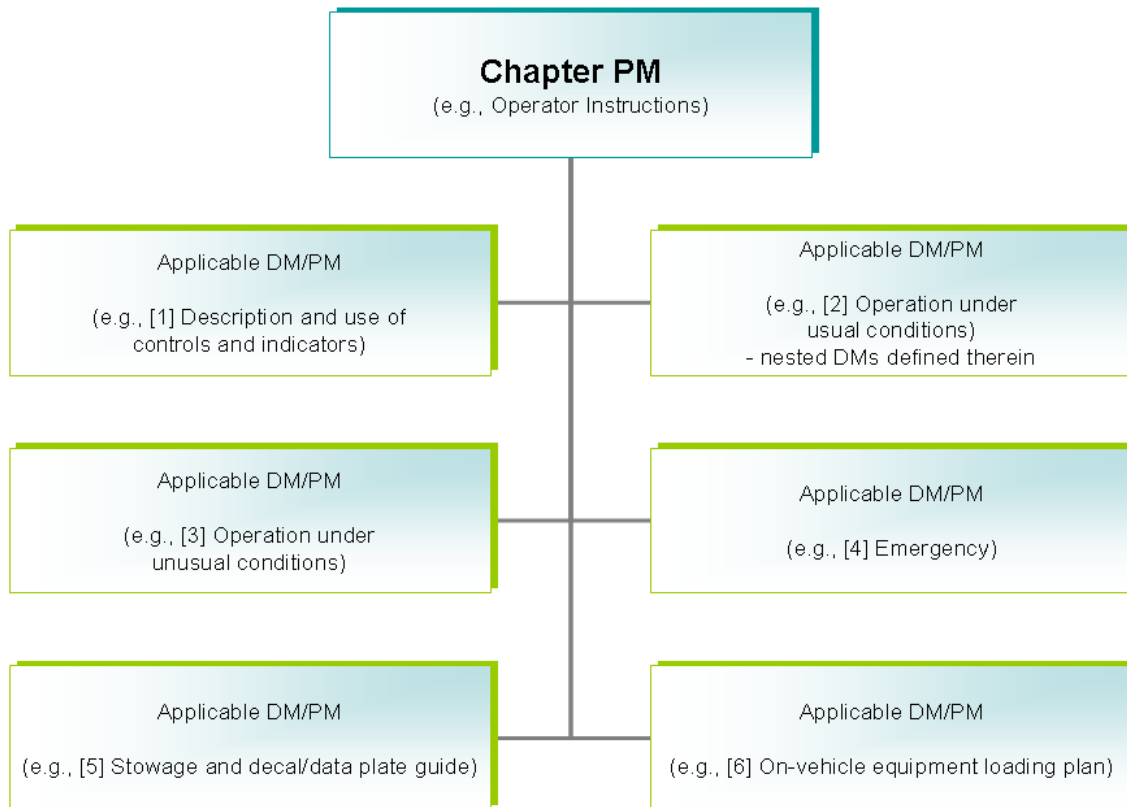 Chapter PM
(e.g., Operator Instructions)
Applicable DM/PM
(e.g., [1] Description and use of
controls and indicators)
Applicable DM/PM
(e.g., [2] Operation under
usual conditions)
- nested DMs defined therein
Applicable DM/PM
(e.g., [3] Operation under
unusual conditions)
Applicable DM/PM
(e.g., [4] Emergency)
Applicable DM/PM
(e.g., [5] Stowage and decal/data plate guide)
Applicable DM/PM
(e.g., [6] On-vehicle equipment loading plan)